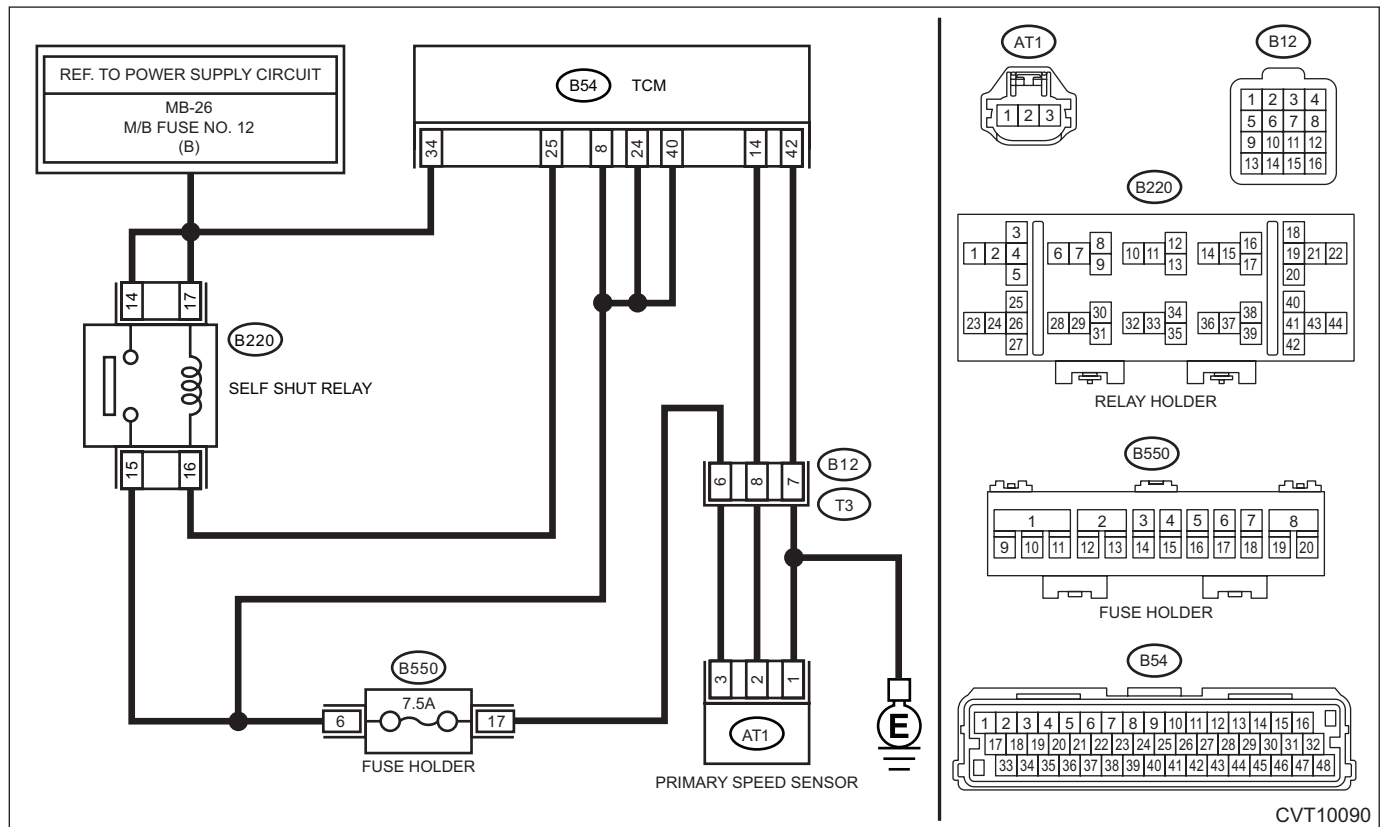 REF. TO POWER SUPPLY CIRCUIT
MB-26
M/B FUSE NO. 12
(B)
B54 TCM
34 25 8 24 40 14 42
14 17
B220
SELF SHUT RELAY
15 16
6 8 7
B12
T3
B550
7.5A
6 17
FUSE HOLDER
3 2 1
AT1
PRIMARY SPEED SENSOR
E
AT1
1 2 3
B12
1 2 3 4
5 6 7 8
9 10 11 12
13 14 15 16
B220
3 8 12 16 18
1 2 4 6 7 10 11 14 15 19 21 22
5 9 13 17 20
25 30 34 38 40
23 24 26 28 29 32 33 36 37 41 43 44
27 31 35 39 42
RELAY HOLDER
B550
1 2 3 4 5 6 7 8
9 10 11 12 13 14 15 16 17 18 19 20
FUSE HOLDER
B54
1 2 3 4 5 6 7 8 9 10 11 12 13 14 15 16
17 18 19 20 21 22 23 24 25 26 27 28 29 30 31 32
33 34 35 36 37 38 39 40 41 42 43 44 45 46 47 48
CVT10090